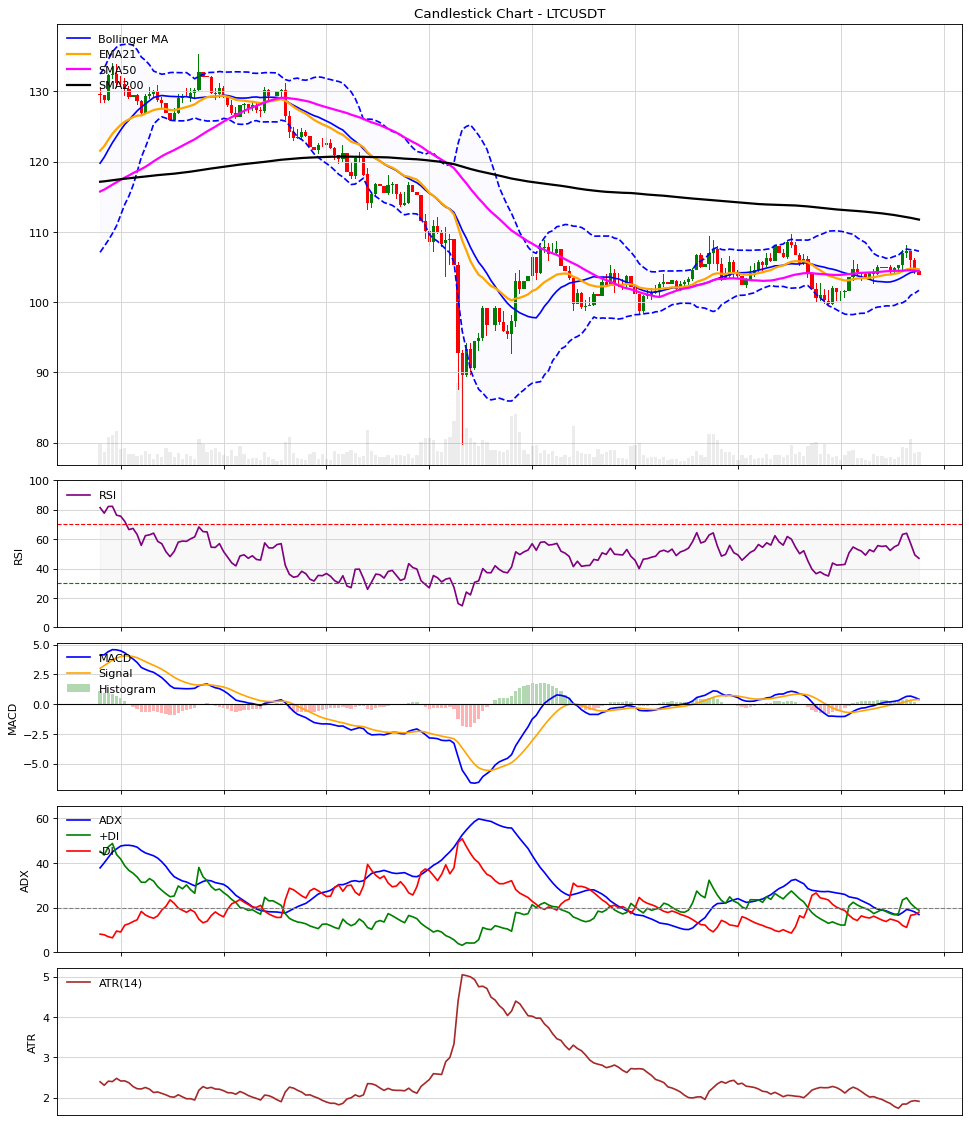 Candlestick Chart - LTCUSDT
Bollinger MA
EMA21
SMA50
SMA200
130
120
110
100
90
80
RSI
100
80
60
40
20
0
RSI
MACD
Signal
Histogram
5.0
2.5
0.0
−2.5
−5.0
MACD
ADX
+DI
-DI
60
40
20
0
ADX
ATR(14)
5
4
3
2
ATR